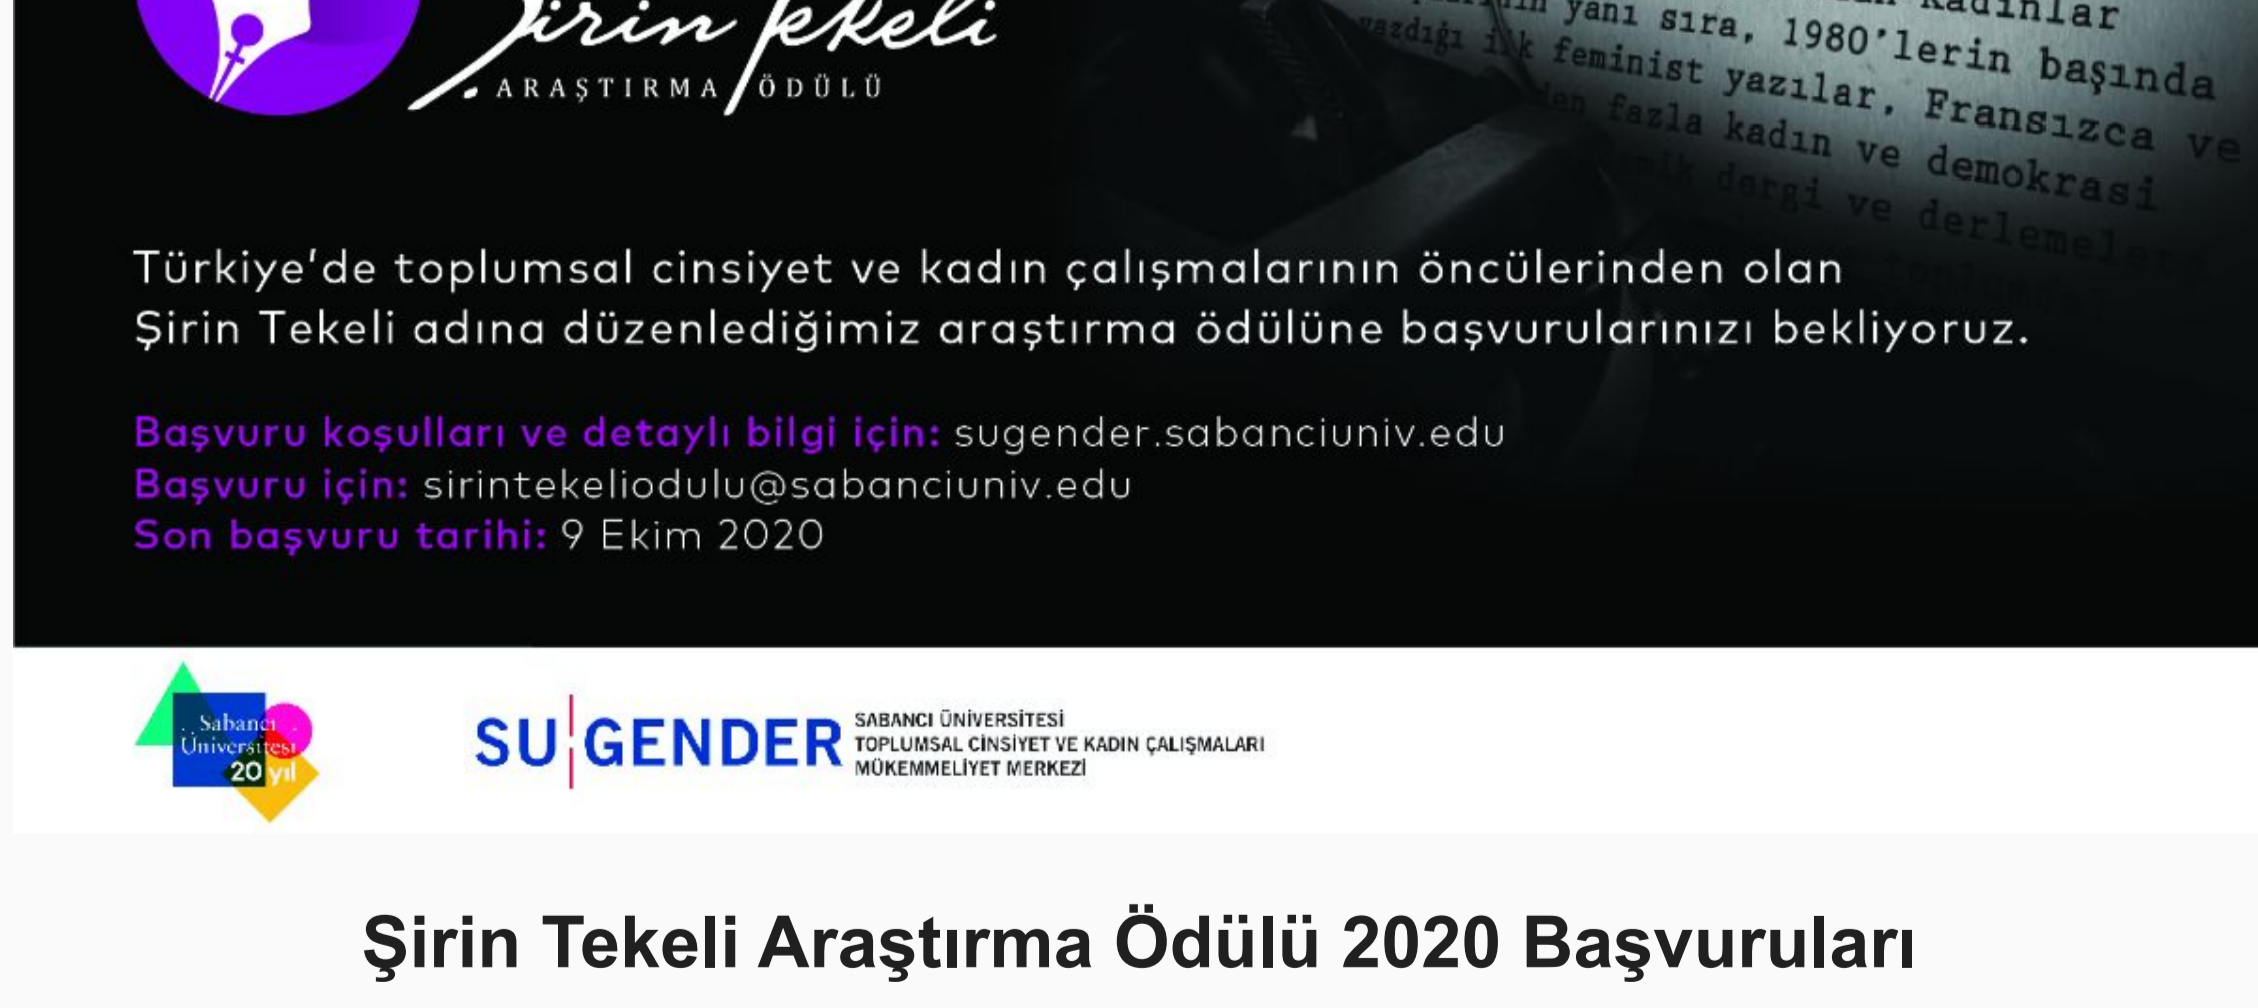 Şirin Tekeli
ARAŞTIRMA ÖDÜLÜ
kadınlar
yanı sıra, 1980'lerin başında
yazdığı ilk feminist yazılar, Fransızca ve
den fazla kadın ve demokrasi
dergi ve derlemeler
Türkiye'de toplumsal cinsiyet ve kadın çalışmalarının öncülerinden olan
Şirin Tekeli adına düzenlediğimiz araştırma ödülüne başvurularınızı bekliyoruz.
Başvuru koşulları ve detaylı bilgi için: sugender.sabanciuniv.edu
Başvuru için: sirintekeliodulu@sabanciuniv.edu
Son başvuru tarihi: 9 Ekim 2020
Sabancı
Üniversitesi
20 yıl
SU GENDER
SABANCI ÜNİVERSİTESİ
TOPLUMSAL CİNSİYET VE KADIN ÇALIŞMALARI
MÜKEMMELİYET MERKEZİ
Şirin Tekeli Araştırma Ödülü 2020 Başvuruları